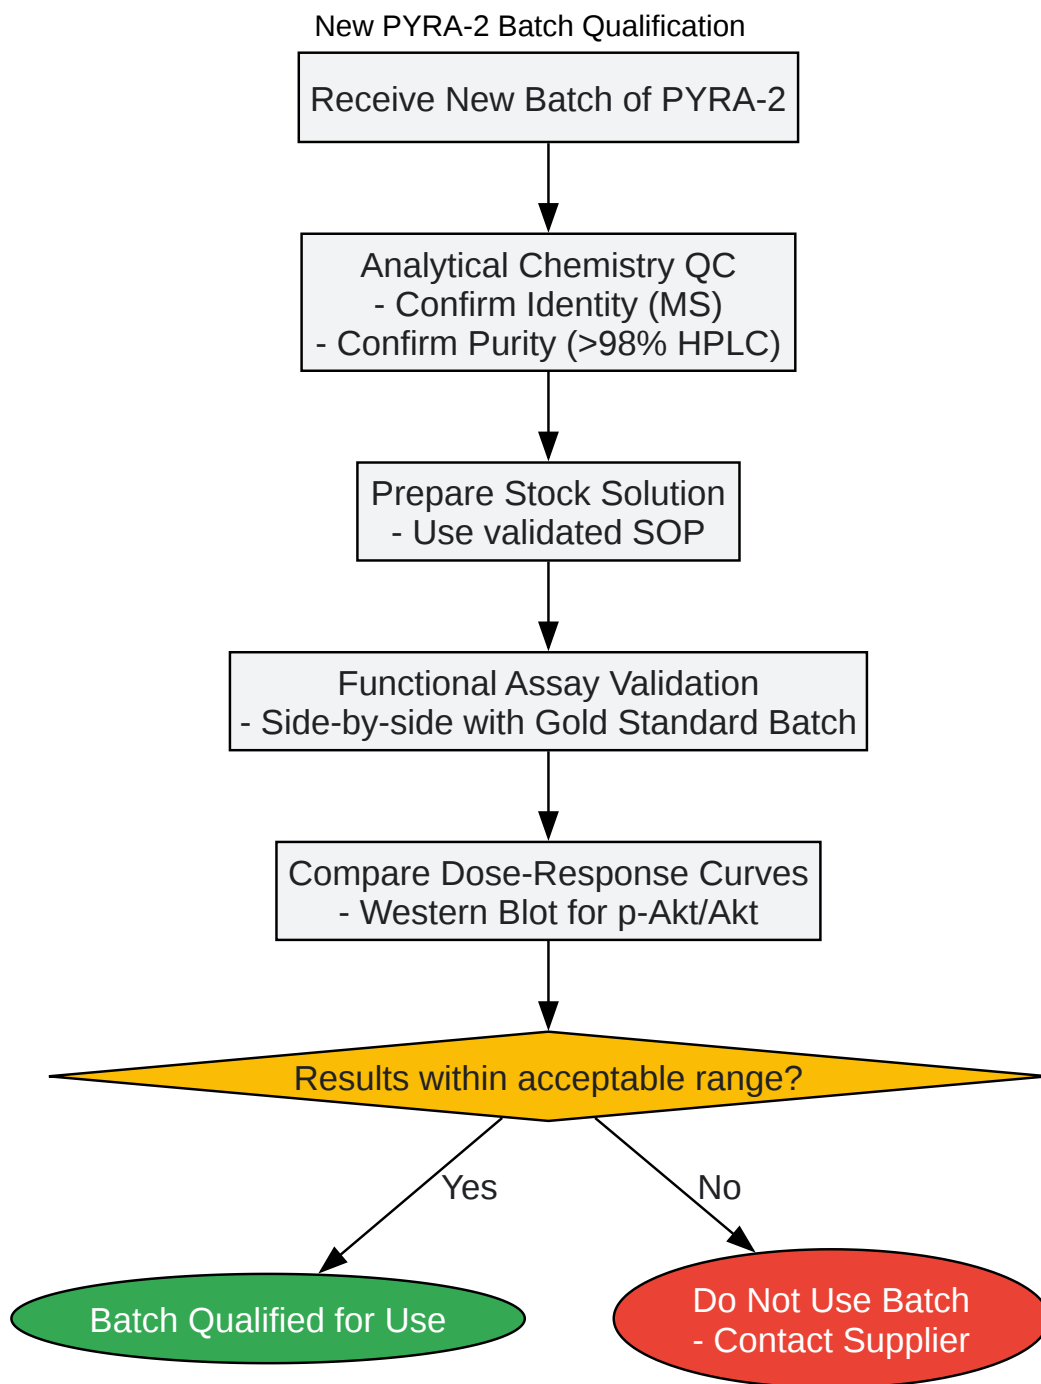 New PYRA-2 Batch Qualification
Receive New Batch of PYRA-2
Analytical Chemistry QC
- Confirm Identity (MS)
- Confirm Purity (>98% HPLC)
Prepare Stock Solution
- Use validated SOP
Functional Assay Validation
- Side-by-side with Gold Standard Batch
Compare Dose-Response Curves
- Western Blot for p-Akt/Akt
Results within acceptable range?
Yes
No
Batch Qualified for Use
Do Not Use Batch
- Contact Supplier